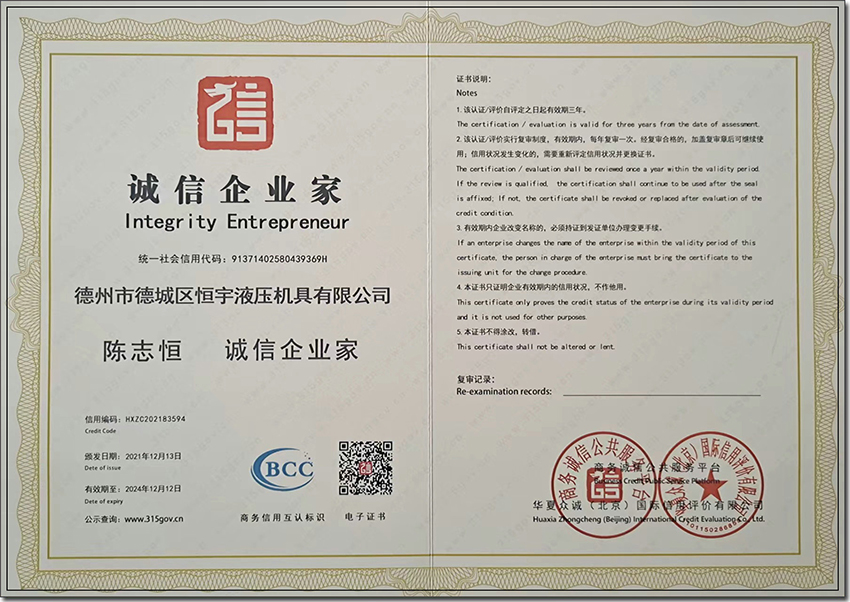 诚信企业家
Integrity Entrepreneur
统一社会信用代码：91371402580439369H
德州市德城区恒宇液压机具有限公司
陈志恒 诚信企业家
信用编码：HXZC202183594
Credit Code
颁发日期：2021年12月13日
Date of issue
有效期至：2024年12月12日
Date of expiry
公示查询：www.315gov.cn
BCC
商务信用互认标识
电子证书
证书说明：
Notes
1. 该认证/评价自评定之日起有效期三年。
The certification / evaluation is valid for three years from the date of assessment.
2. 该认证/评价实行复审制度，有效期内，每年复审一次。经复审合格的，加盖复审章后可继续使
用；信用状况发生变化的，需要重新评定信用状况并更换证书。
The certification / evaluation shall be reviewed once a year within the validity period.
If the review is qualified, the certification shall continue to be used after the seal
is affixed; If not, the certificate shall be revoked or replaced after evaluation of the
credit condition.
3. 有效期内企业改变名称的，必须持证到发证单位办理变更手续。
If an enterprise changes the name of the enterprise within the validity period of this
certificate, the person in charge of the enterprise must bring the certificate to the
issuing unit for the change procedure.
4. 本证书只证明企业有效期内的信用状况，不作他用。
This certificate only proves the credit status of the enterprise during its validity period
and it is not used for other purposes.
5. 本证书不得涂改，转借。
This certificate shall not be altered or lent.
复审记录：
Re-examination records:
商务诚信公共服务平台
商务诚信公共服务平台
Business Credit Public Service Platform
华夏众诚（北京）国际信用评价有限公司
Huaxia Zhongcheng (Beijing) International Credit Evaluation Co., Ltd.